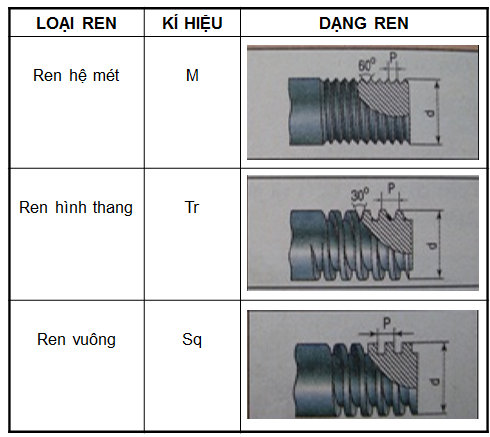 LOẠI REN KÍ HIỆU DẠNG REN
Ren hệ mét M
60° P d
Ren hình thang Tr
30° P d
Ren vuông Sq
P d